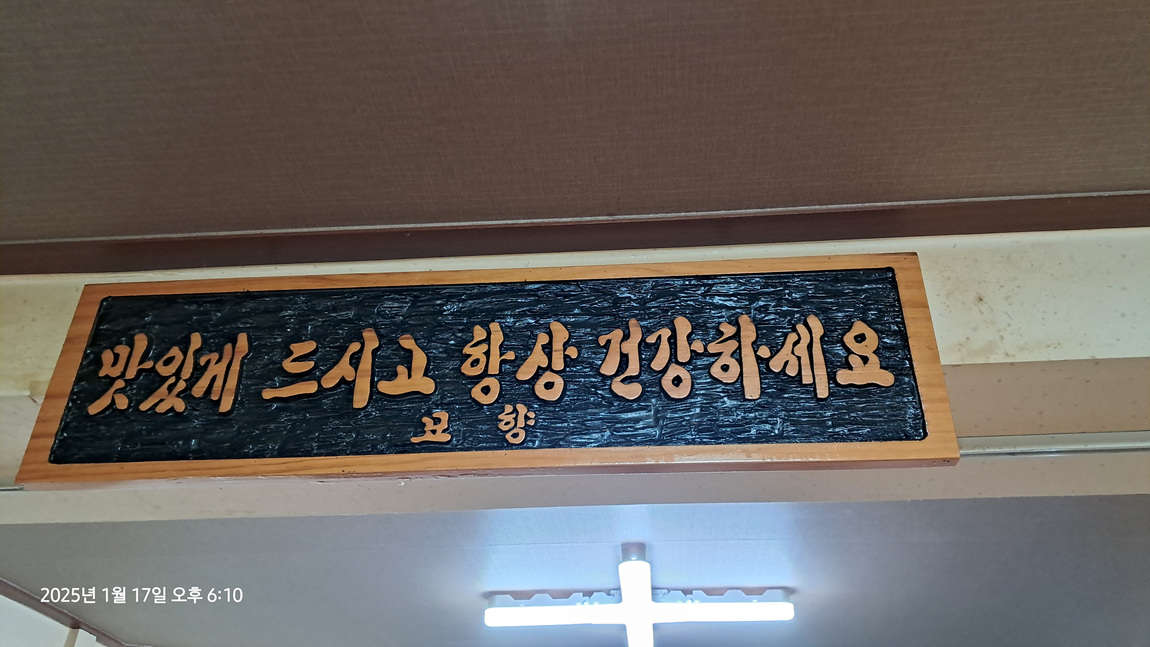 맛있게 드시고 항상 건강하세요
묘향
2025년 1월 17일 오후 6:10